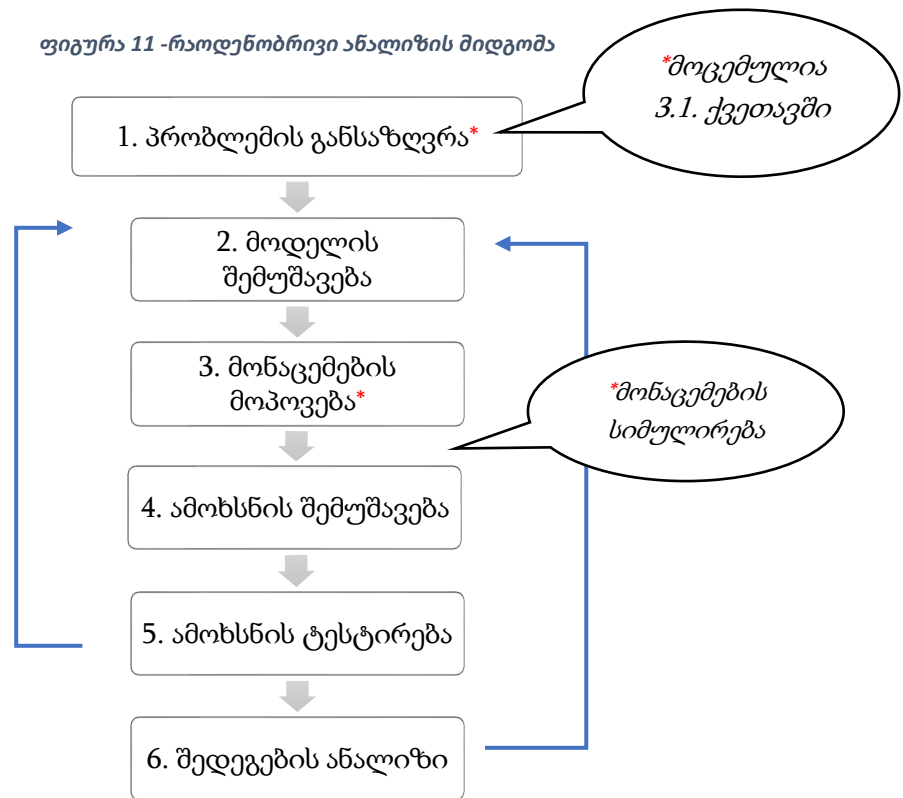 ფიგურა 11 -რაოდენობრივი ანალიზის მიდგომა
*მოცემულია
3.1. ქვეთავში
1. პრობლემის განსაზღვრა*
2. მოდელის
შემუშავება
3. მონაცემების
მოპოვება*
*მონაცემების
სიმულირება
4. ამოხსნის შემუშავება
5. ამოხსნის ტესტირება
6. შედეგების ანალიზი